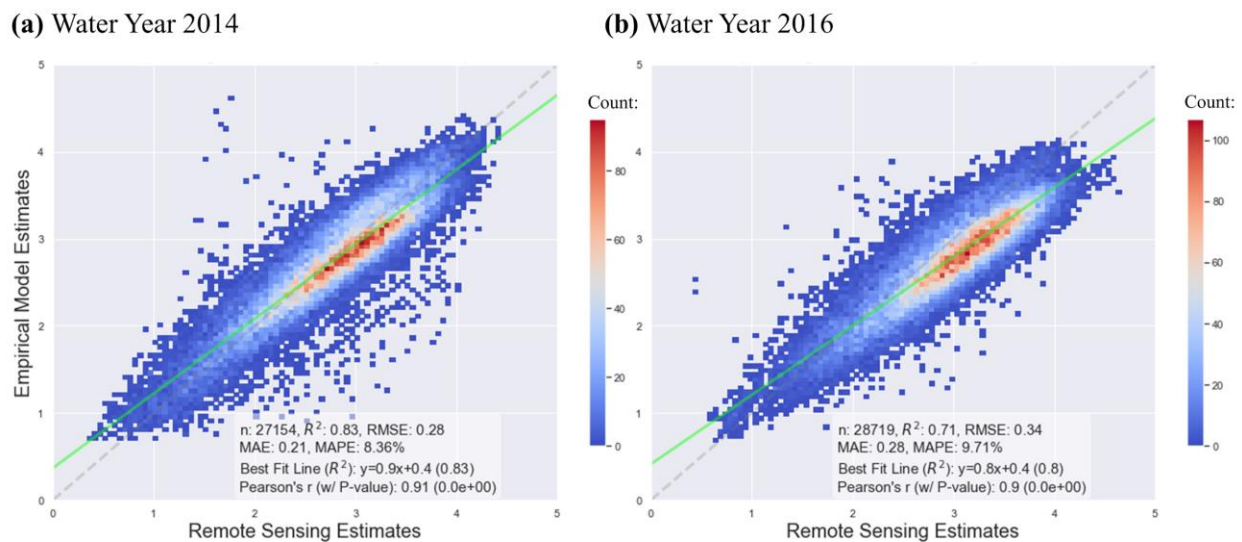 (a) Water Year 2014
(b) Water Year 2016
Empirical Model Estimates
5
4
3
2
1
0
0 1 2 3 4 5
Remote Sensing Estimates
n: 27154, R²: 0.83, RMSE: 0.28
MAE: 0.21, MAPE: 8.36%
Best Fit Line (R²): y=0.9x+0.4 (0.83)
Pearson's r (w/ P-value): 0.91 (0.0e+00)
Count:
80
60
40
20
0
5
4
3
2
1
0
0 1 2 3 4 5
Remote Sensing Estimates
n: 28719, R²: 0.71, RMSE: 0.34
MAE: 0.28, MAPE: 9.71%
Best Fit Line (R²): y=0.8x+0.4 (0.8)
Pearson's r (w/ P-value): 0.9 (0.0e+00)
Count:
100
80
60
40
20
0